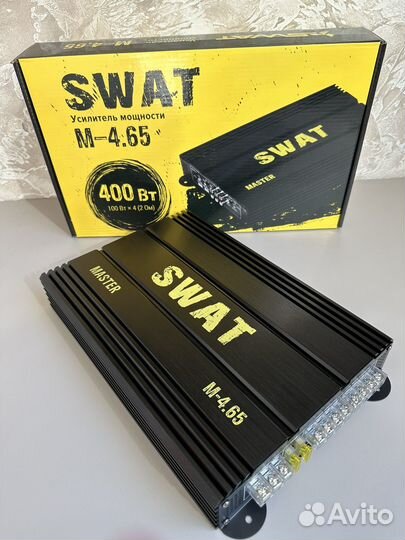 SWAT
Усилитель мощности
M-4.65
400 Вт
100 Вт × 4 (2 Ом)
SWAT
MASTER
MASTER
SWAT
M-4.65
Avito